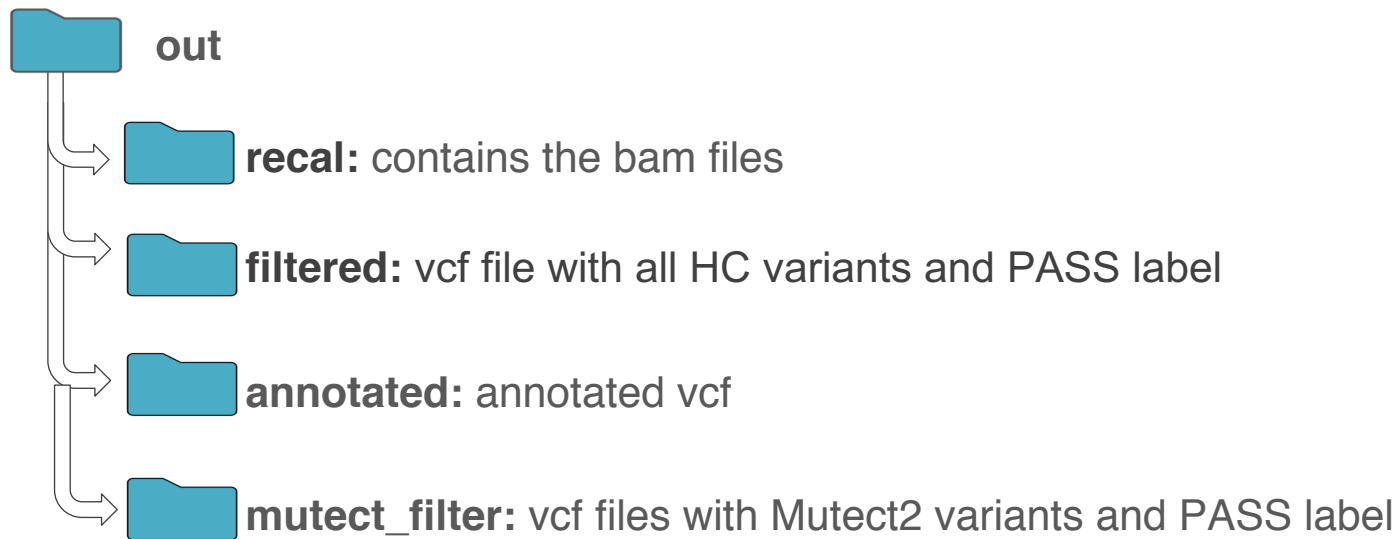 out
recal: contains the bam files
filtered: vcf file with all HC variants and PASS label
annotated: annotated vcf
mutect_filter: vcf files with Mutect2 variants and PASS label